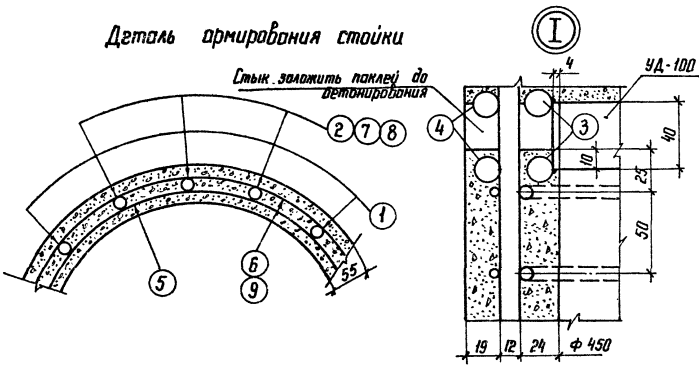 Деталь армирования стойки
I
Стык заложить паклей до
бетонирования
4
УД-100
2 7 8
4
3
40
10
25
1
5
6
9
55
50
19 12 24 Ф 450